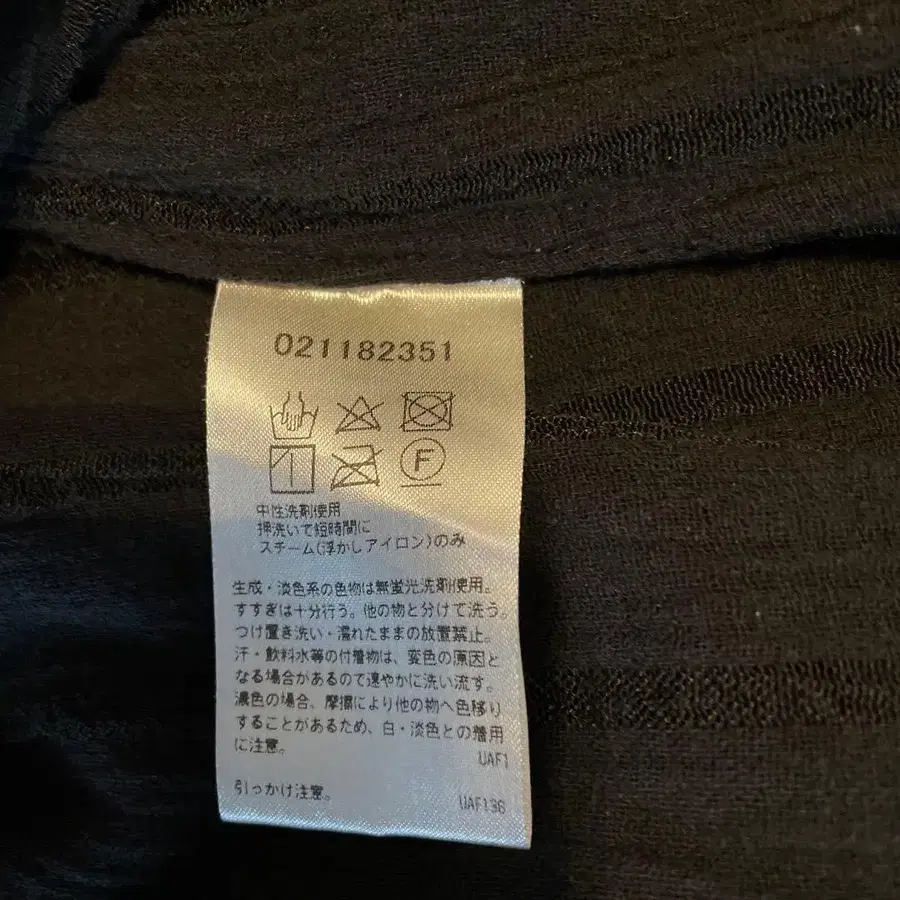 021182351
F
中性洗剤使用
押洗いで短時間に
スチーム(浮かしアイロン)のみ
生成・淡色系の色物は無蛍光洗剤使用。
すすぎは十分行う。他の物と分けて洗う。
つけ置き洗い・濡れたままの放置禁止。
汗・飲料水等の付着物は、変色の原因と
なる場合があるので速やかに洗い流す。
濃色の場合、摩擦により他の物へ色移り
することがあるため、白・淡色との着用
に注意。
UAF1
引っかけ注意。
UAF136